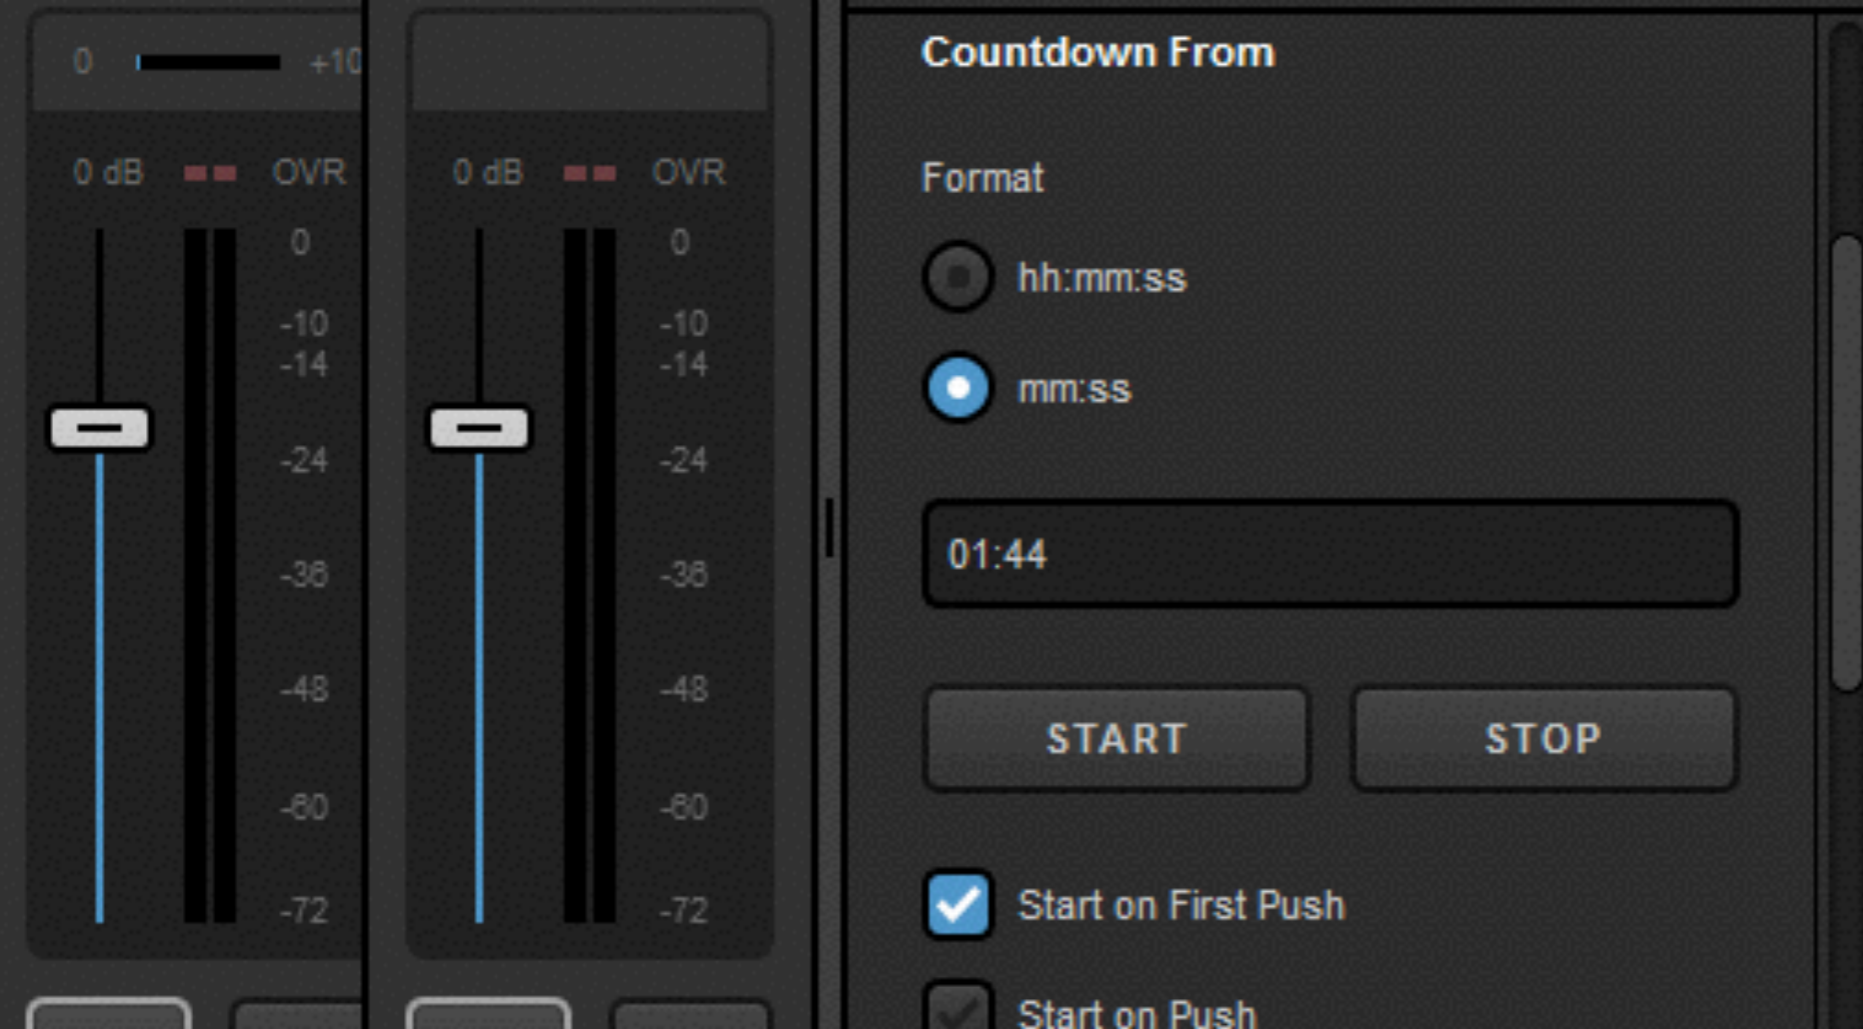 0 +10
0 dB OVR
0
-10
-14
-24
-36
-48
-60
-72
0 dB OVR
0
-10
-14
-24
-36
-48
-60
-72
Countdown From
Format
hh:mm:ss
mm:ss
01:44
START STOP
Start on First Push
Start on Push